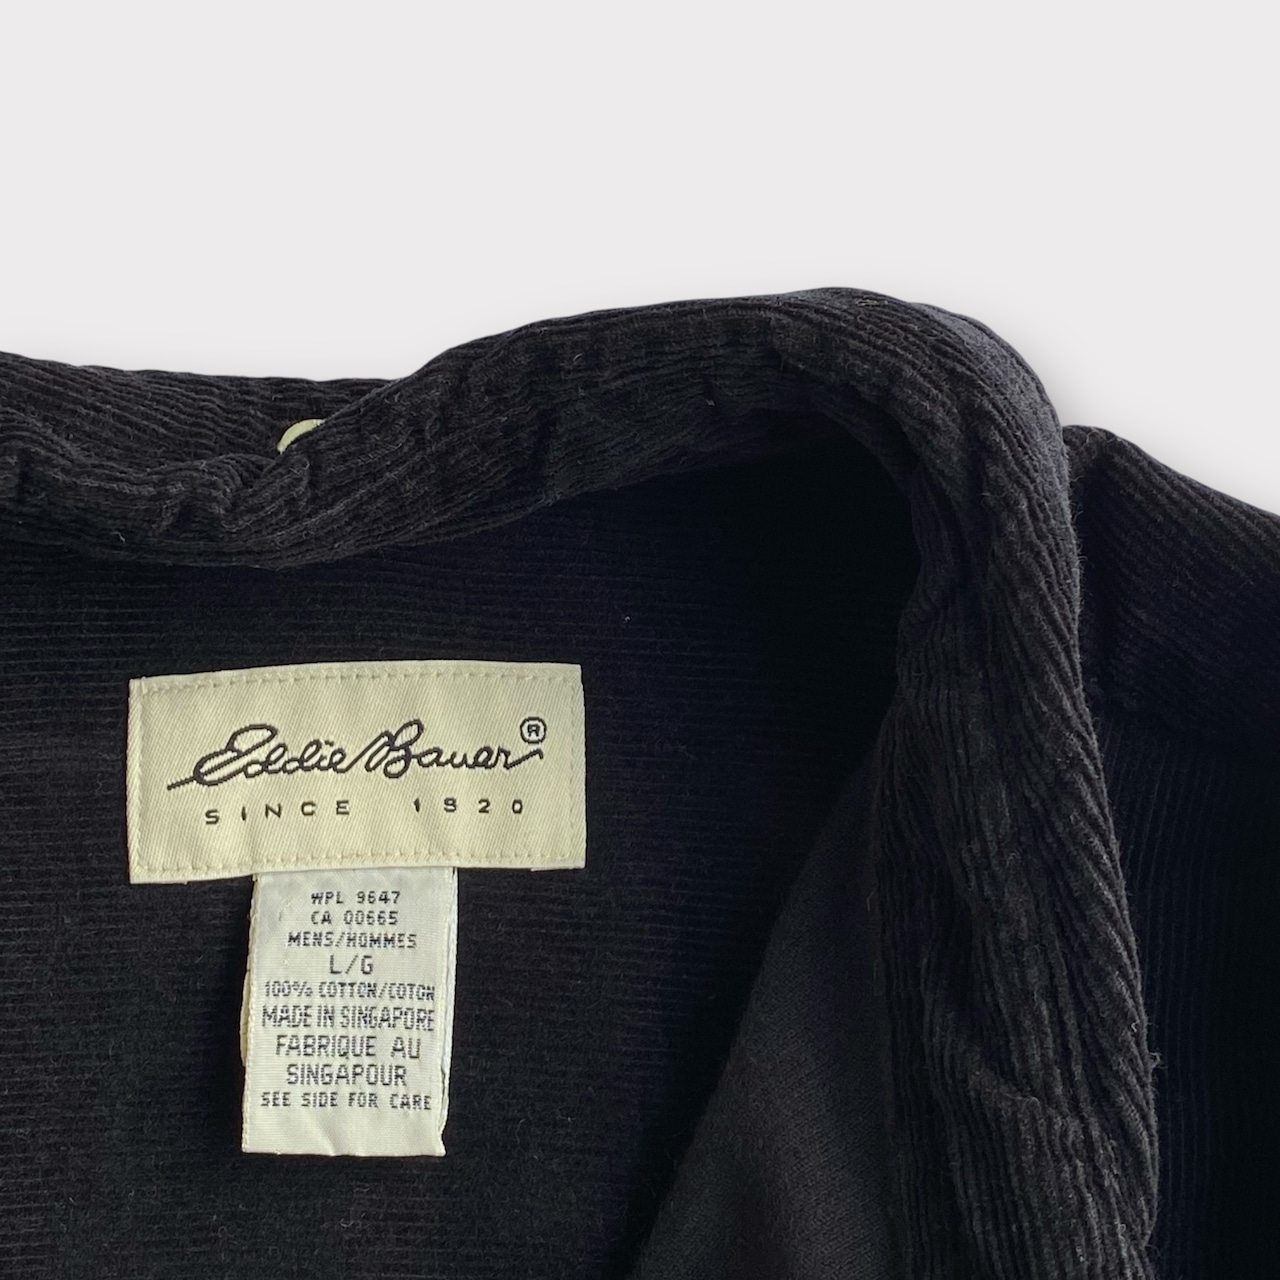 Eddie Bauer®
SINCE 1920
WPL 9647
CA 00665
MENS/HOMMES
L/G
100% COTTON/COTON
MADE IN SINGAPORE
FABRIQUE AU
SINGAPOUR
SEE SIDE FOR CARE